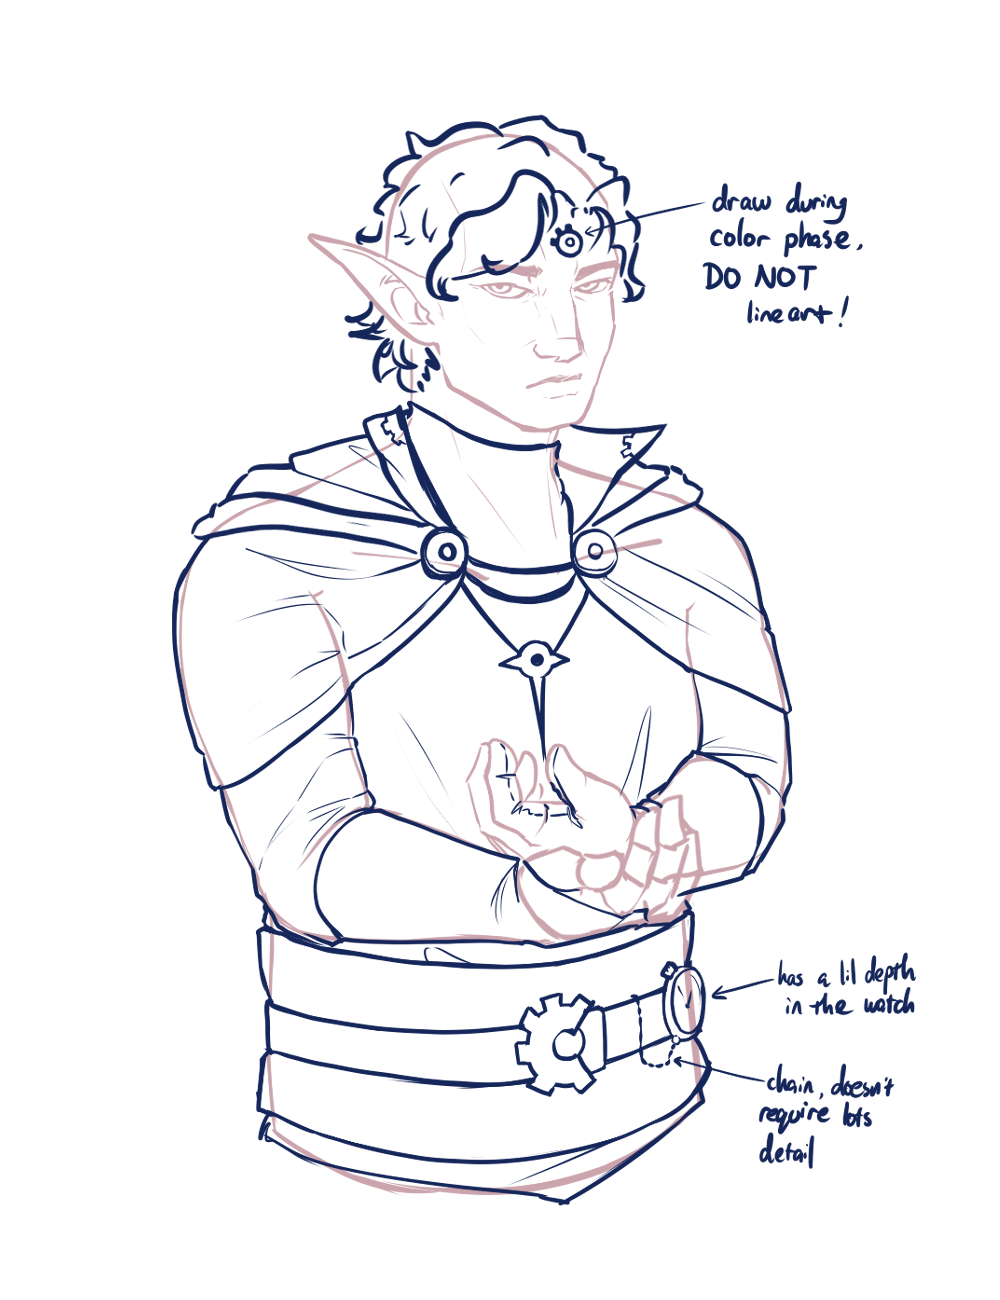 draw during
color phase.
DO NOT
lineart!
has a lil depth
in the watch
chain, doesn't
require lots
detail